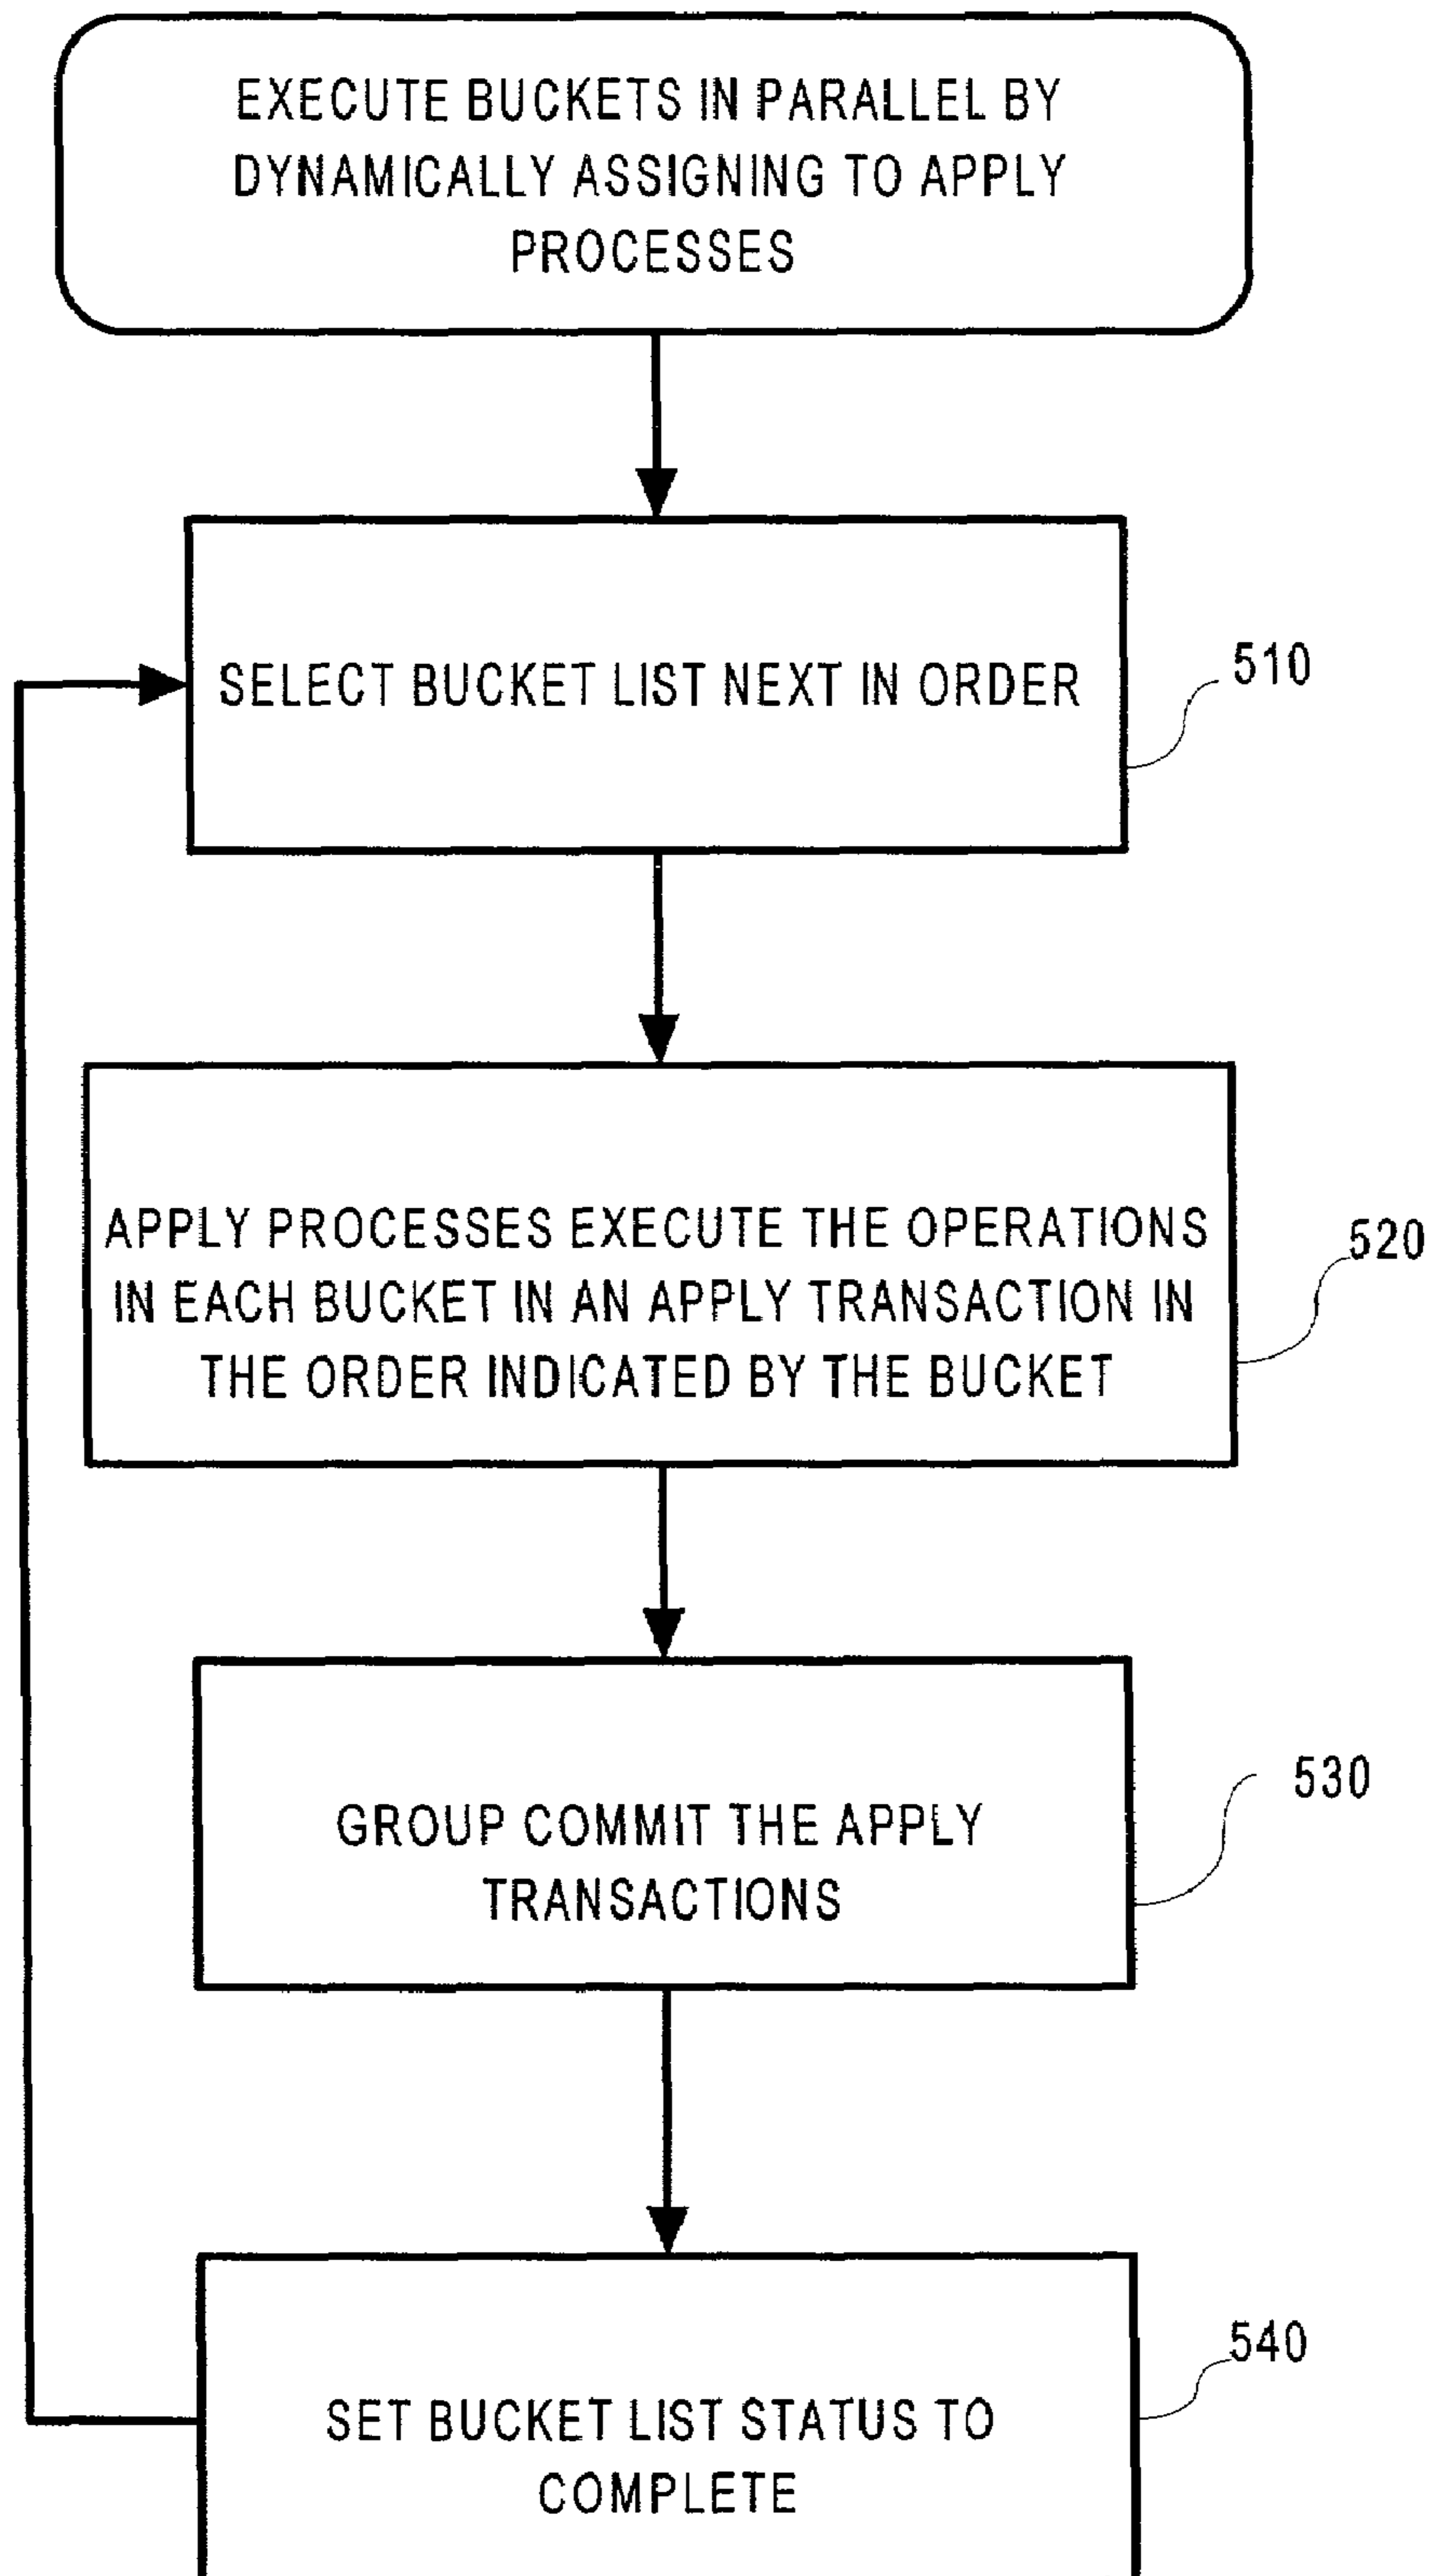 EXECUTE BUCKETS IN PARALLEL BY
DYNAMICALLY ASSIGNING TO APPLY
PROCESSES
SELECT BUCKET LIST NEXT IN ORDER
510
APPLY PROCESSES EXECUTE THE OPERATIONS
IN EACH BUCKET IN AN APPLY TRANSACTION IN
THE ORDER INDICATED BY THE BUCKET
520
GROUP COMMIT THE APPLY
TRANSACTIONS
530
SET BUCKET LIST STATUS TO
COMPLETE
540